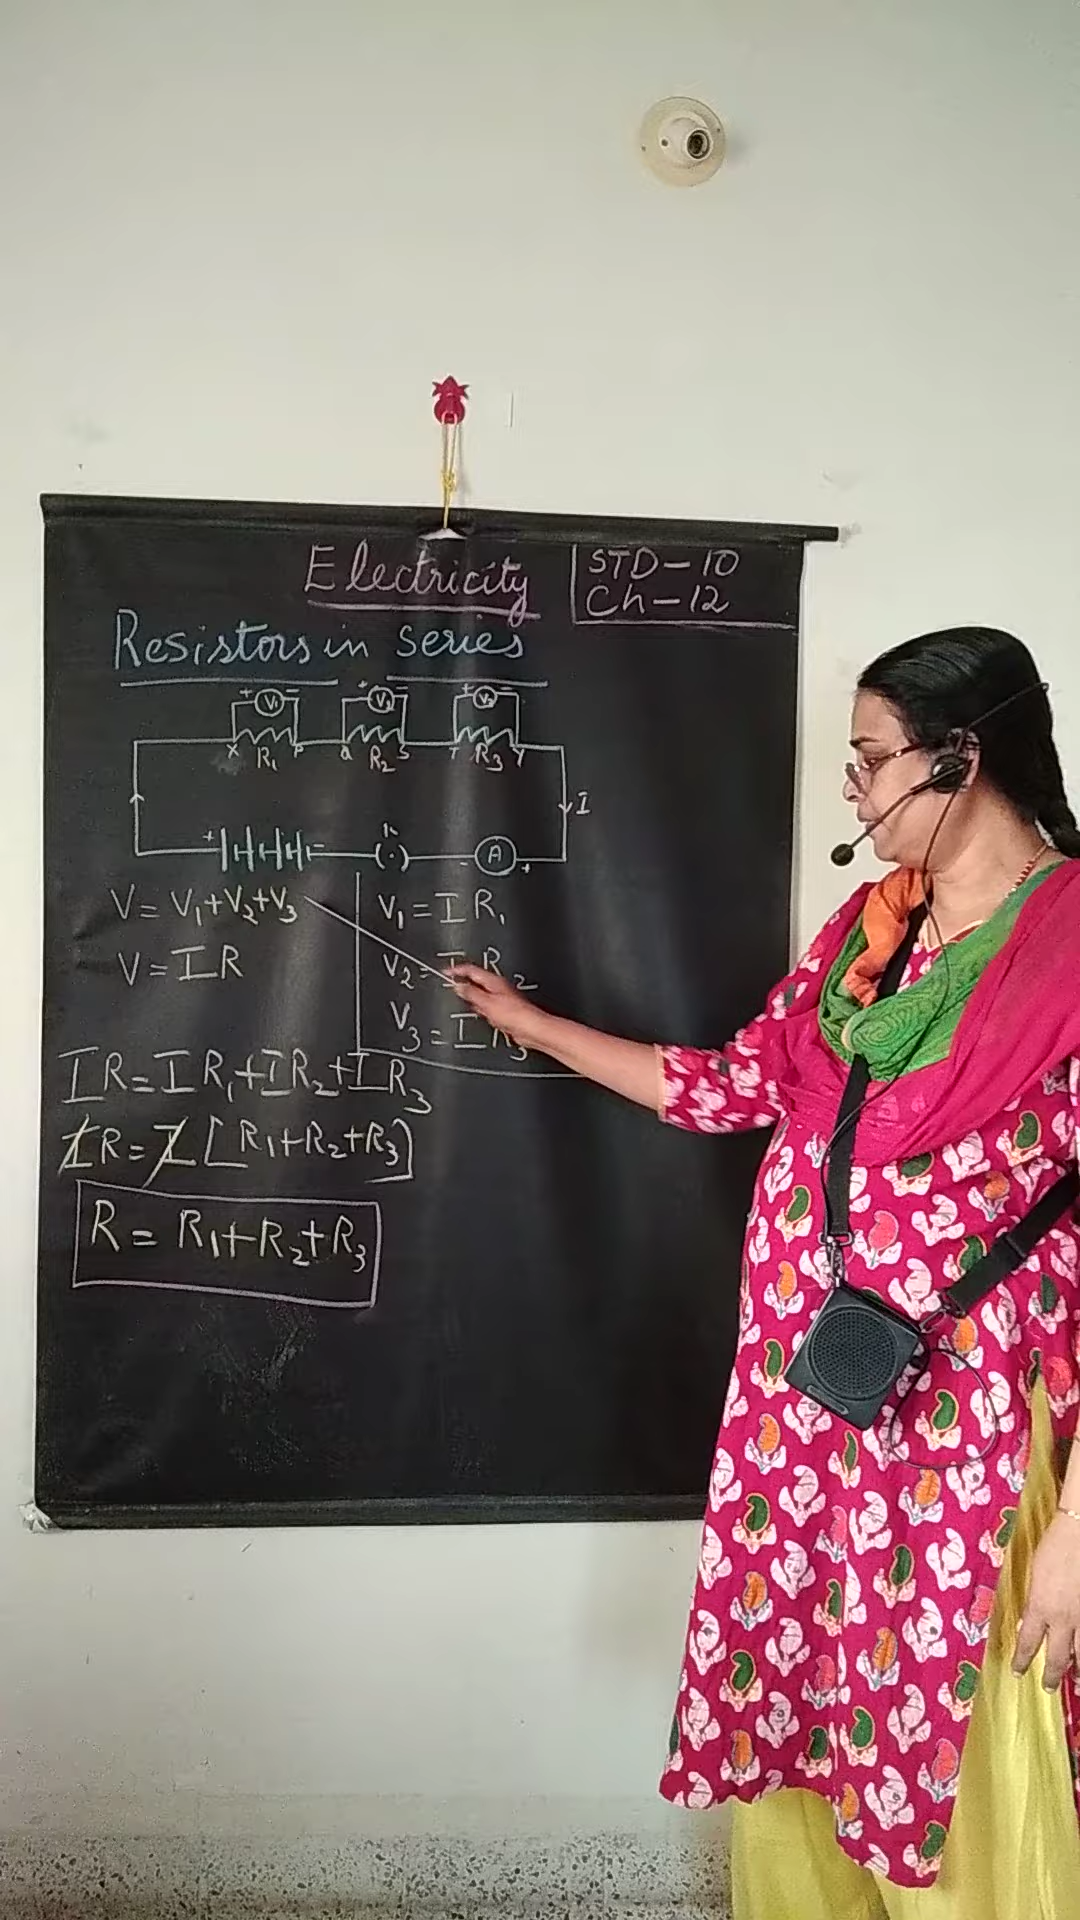 Electricity
STD-10
Ch-12
Resistors in series
+ V₁ - + V₂ - + V₃ -
X R₁ P Q R₂ S T R₃ Y
I
+ - K - A +
V = V₁+V₂+V₃
V = IR
V₁ = IR₁
V₂ = IR₂
V₃ = IR₃
IR = IR₁+IR₂+IR₃
IR = I[R₁+R₂+R₃]
R = R₁+R₂+R₃